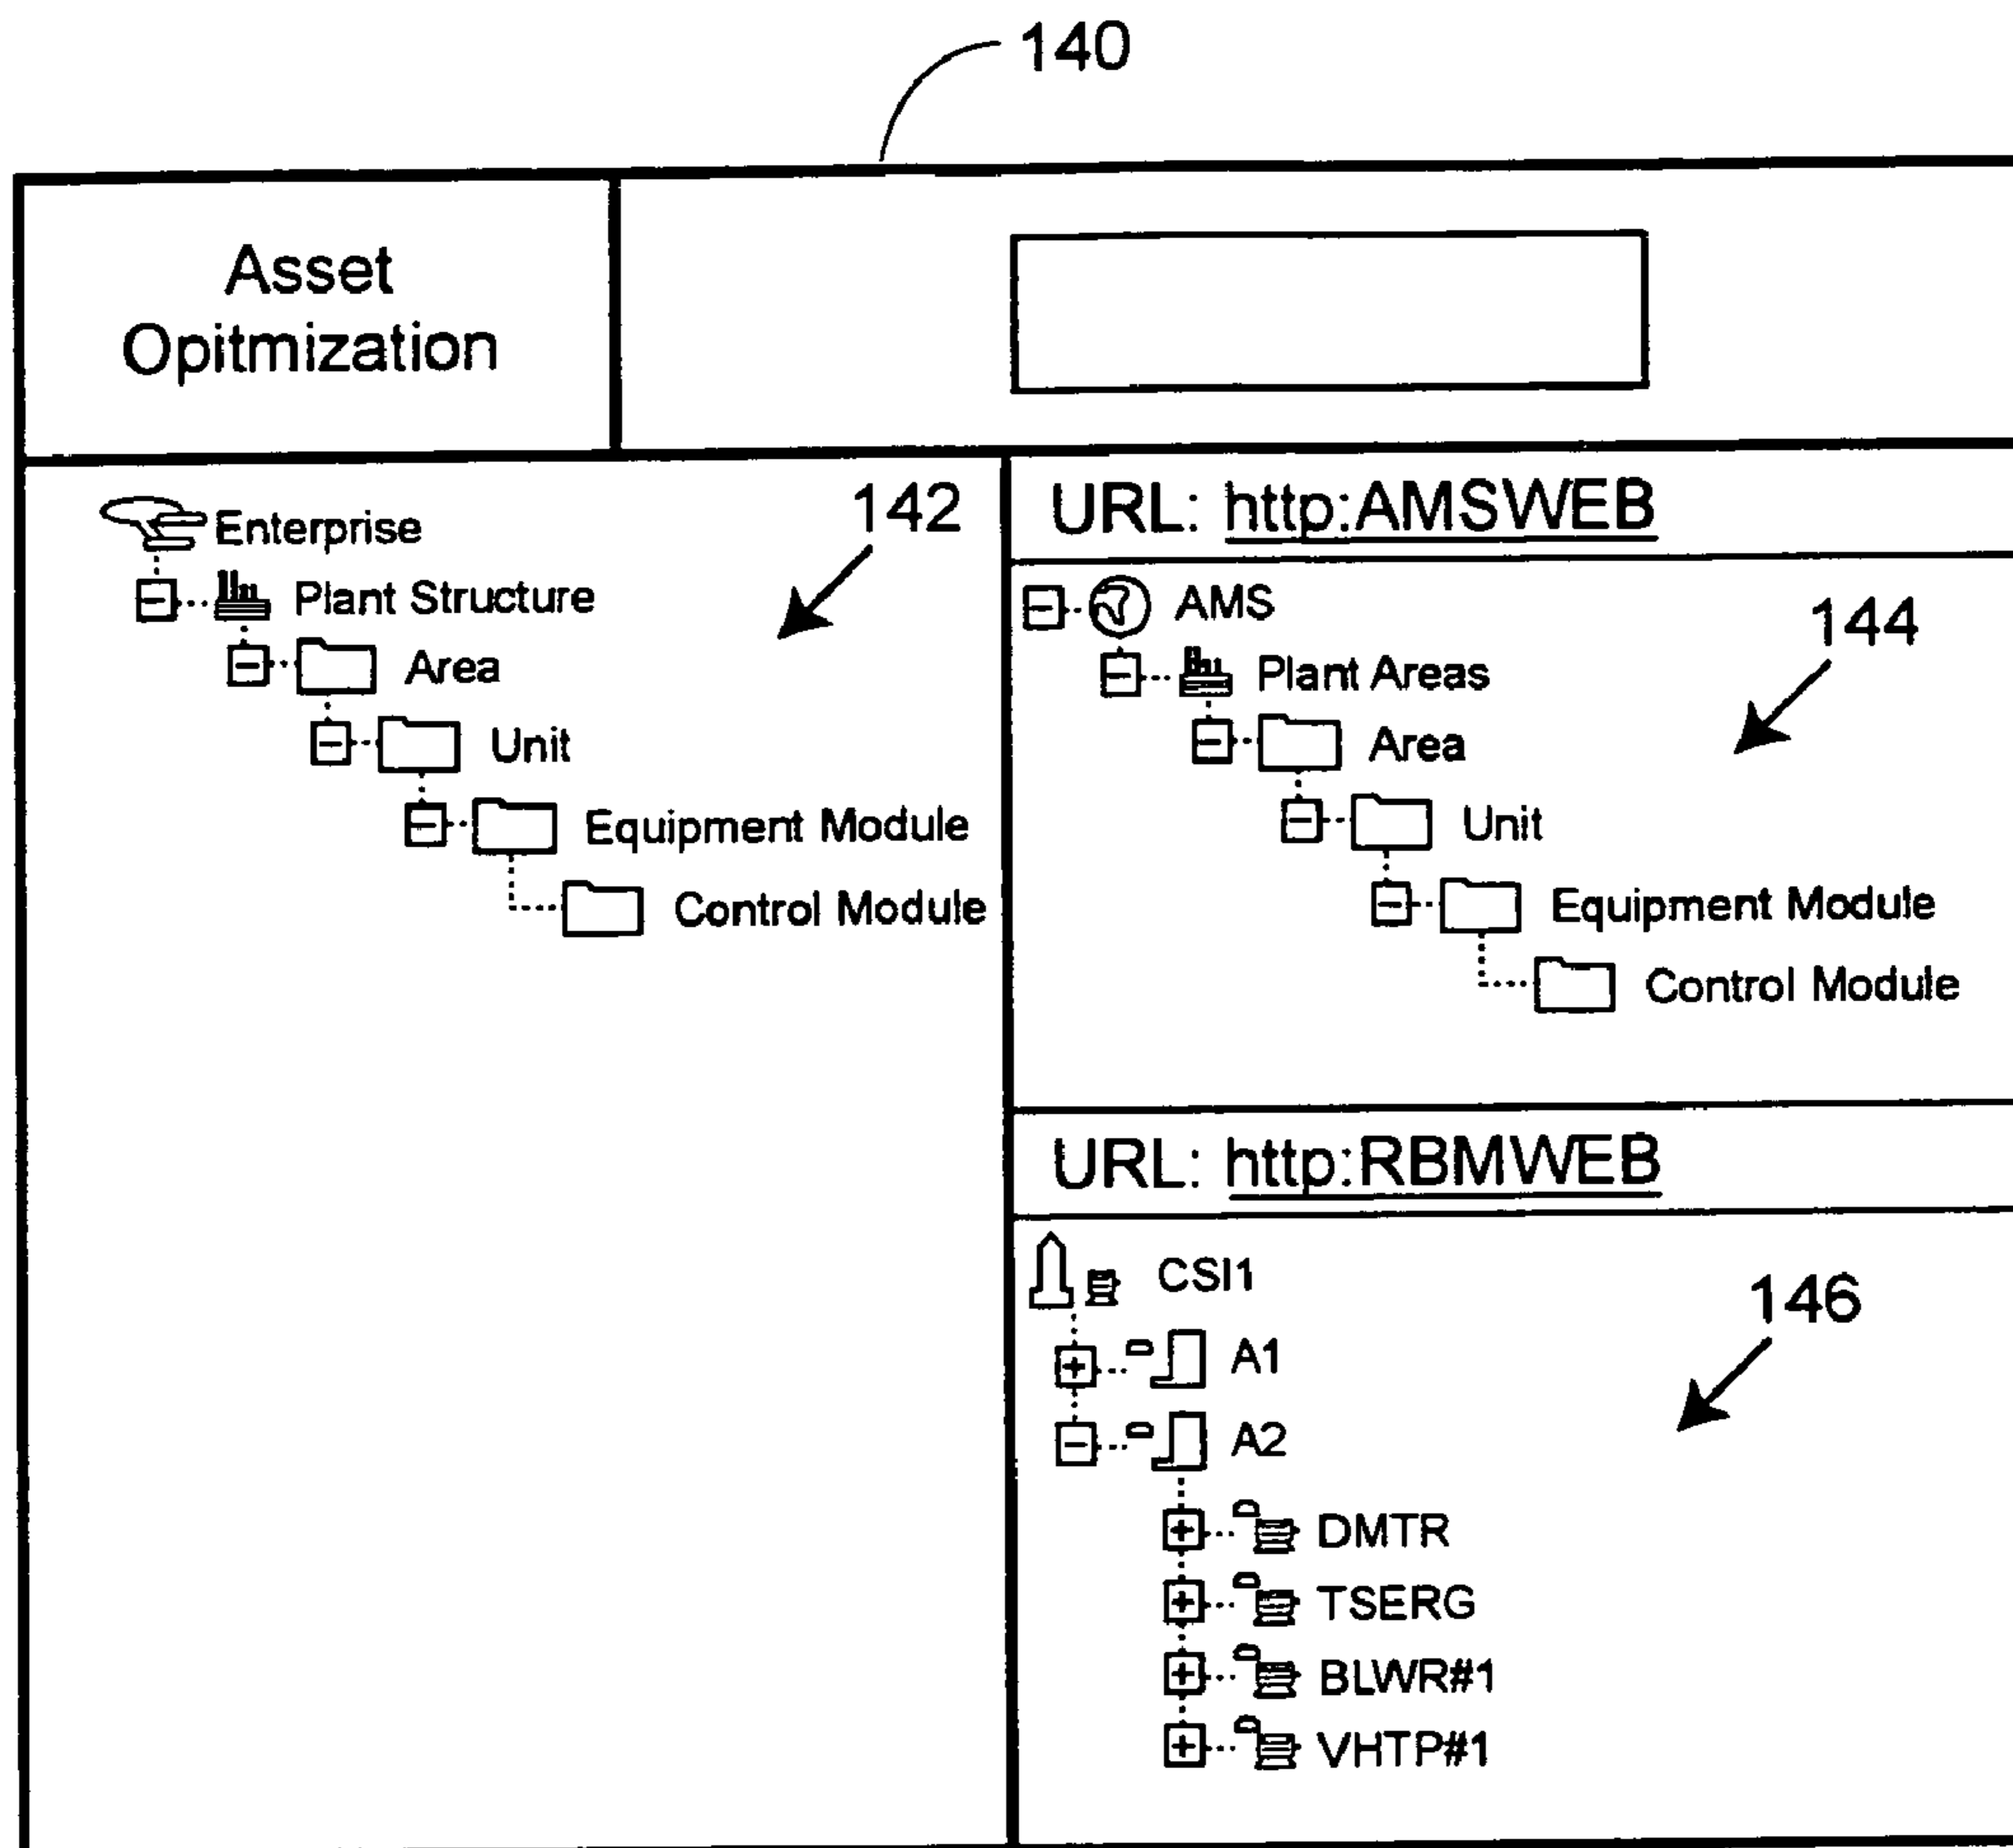 140
Asset
Opitmization
142
Enterprise
Plant Structure
Area
Unit
Equipment Module
Control Module
URL: http:AMSWEB
144
AMS
Plant Areas
Area
Unit
Equipment Module
Control Module
URL: http:RBMWEB
146
CSI1
A1
A2
DMTR
TSERG
BLWR#1
VHTP#1